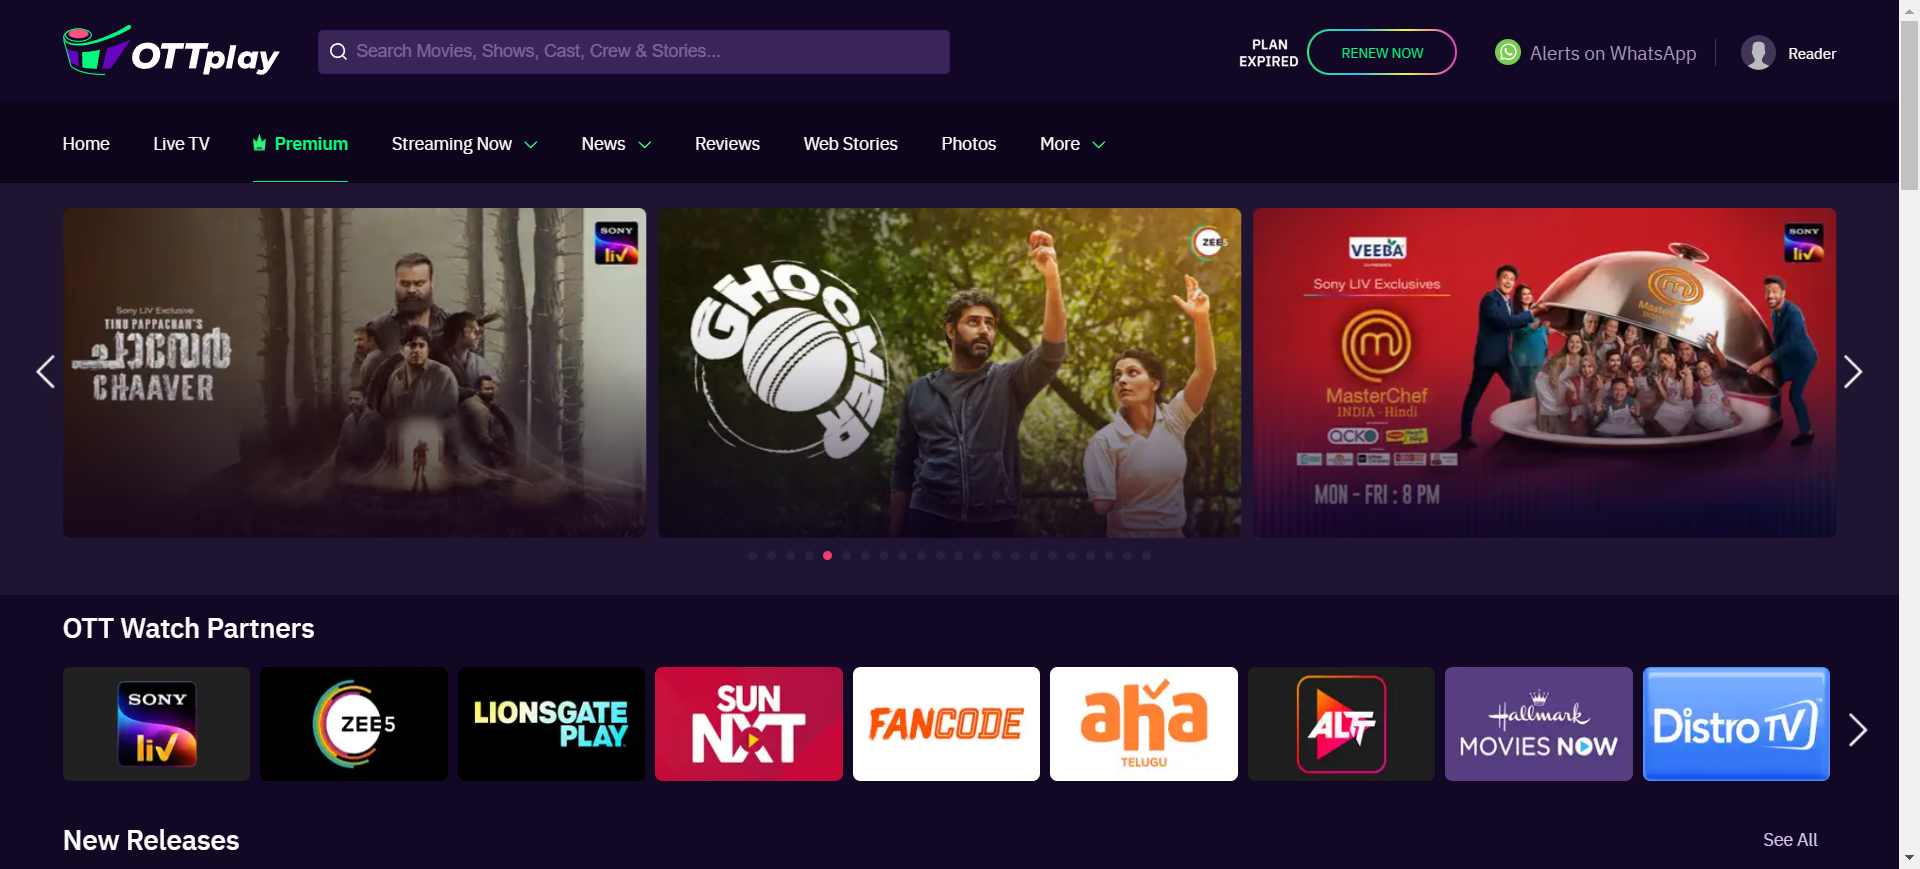 OTTplay
Search Movies, Shows, Cast, Crew & Stories...
PLAN
EXPIRED
RENEW NOW
Alerts on WhatsApp
Reader
Home
Live TV
Premium
Streaming Now
News
Reviews
Web Stories
Photos
More
SONY
liv
Sony LIV Exclusive
TINU PAPPACHAN'S
ചാവേർ
CHAAVER
ZEE5
GHOOMER
SONY
liv
VEEBA
Sony LIV Exclusives
MasterChef
INDIA - Hindi
ACKO
MON - FRI : 8 PM
MasterChef
OTT Watch Partners
SONY
liv
ZEE5
LIONSGATE
PLAY
SUN
NXT
FANCODE
aha
TELUGU
ALTT
Hallmark
MOVIES NOW
Distro TV
New Releases
See All